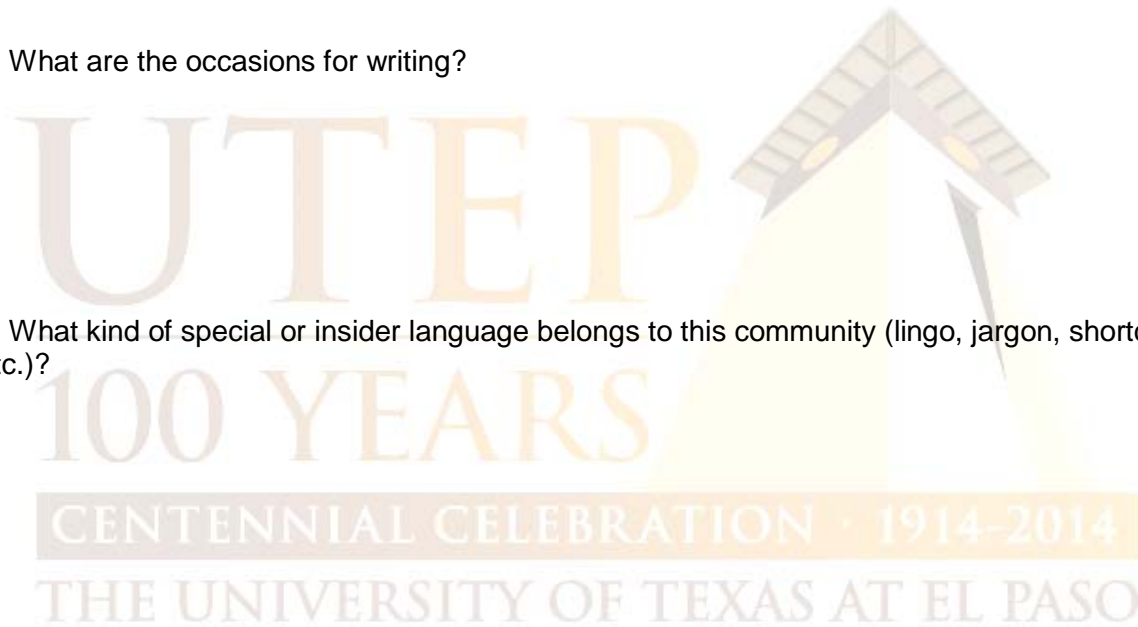 What are the occasions for writing?
UTEP
What kind of special or insider language belongs to this community (lingo, jargon,
100 YEARS
CENTENNIAL CELEBRATION · 1914-2014
THE UNIVERSITY OF TEXAS AT EL PASO